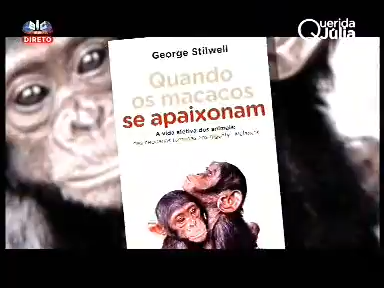 SIC
DIRETO
Querida
Júlia
George Stilwell
Quando
os macacos
se apaixonam
A vida afetiva dos animais: